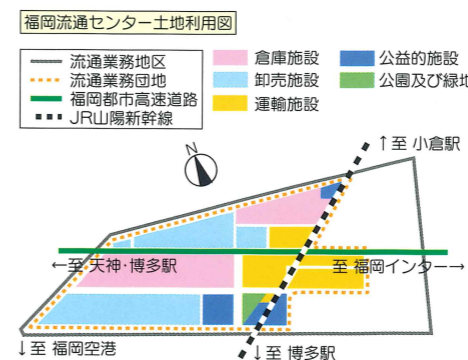 福岡流通センター土地利用図
流通業務地区
流通業務団地
福岡都市高速道路
JR山陽新幹線
倉庫施設
卸売施設
運輸施設
公益的施設
公園及び緑地
N
↑至 小倉駅
←至 天神・博多駅
至 福岡インター→
↓至 福岡空港
↓至 博多駅